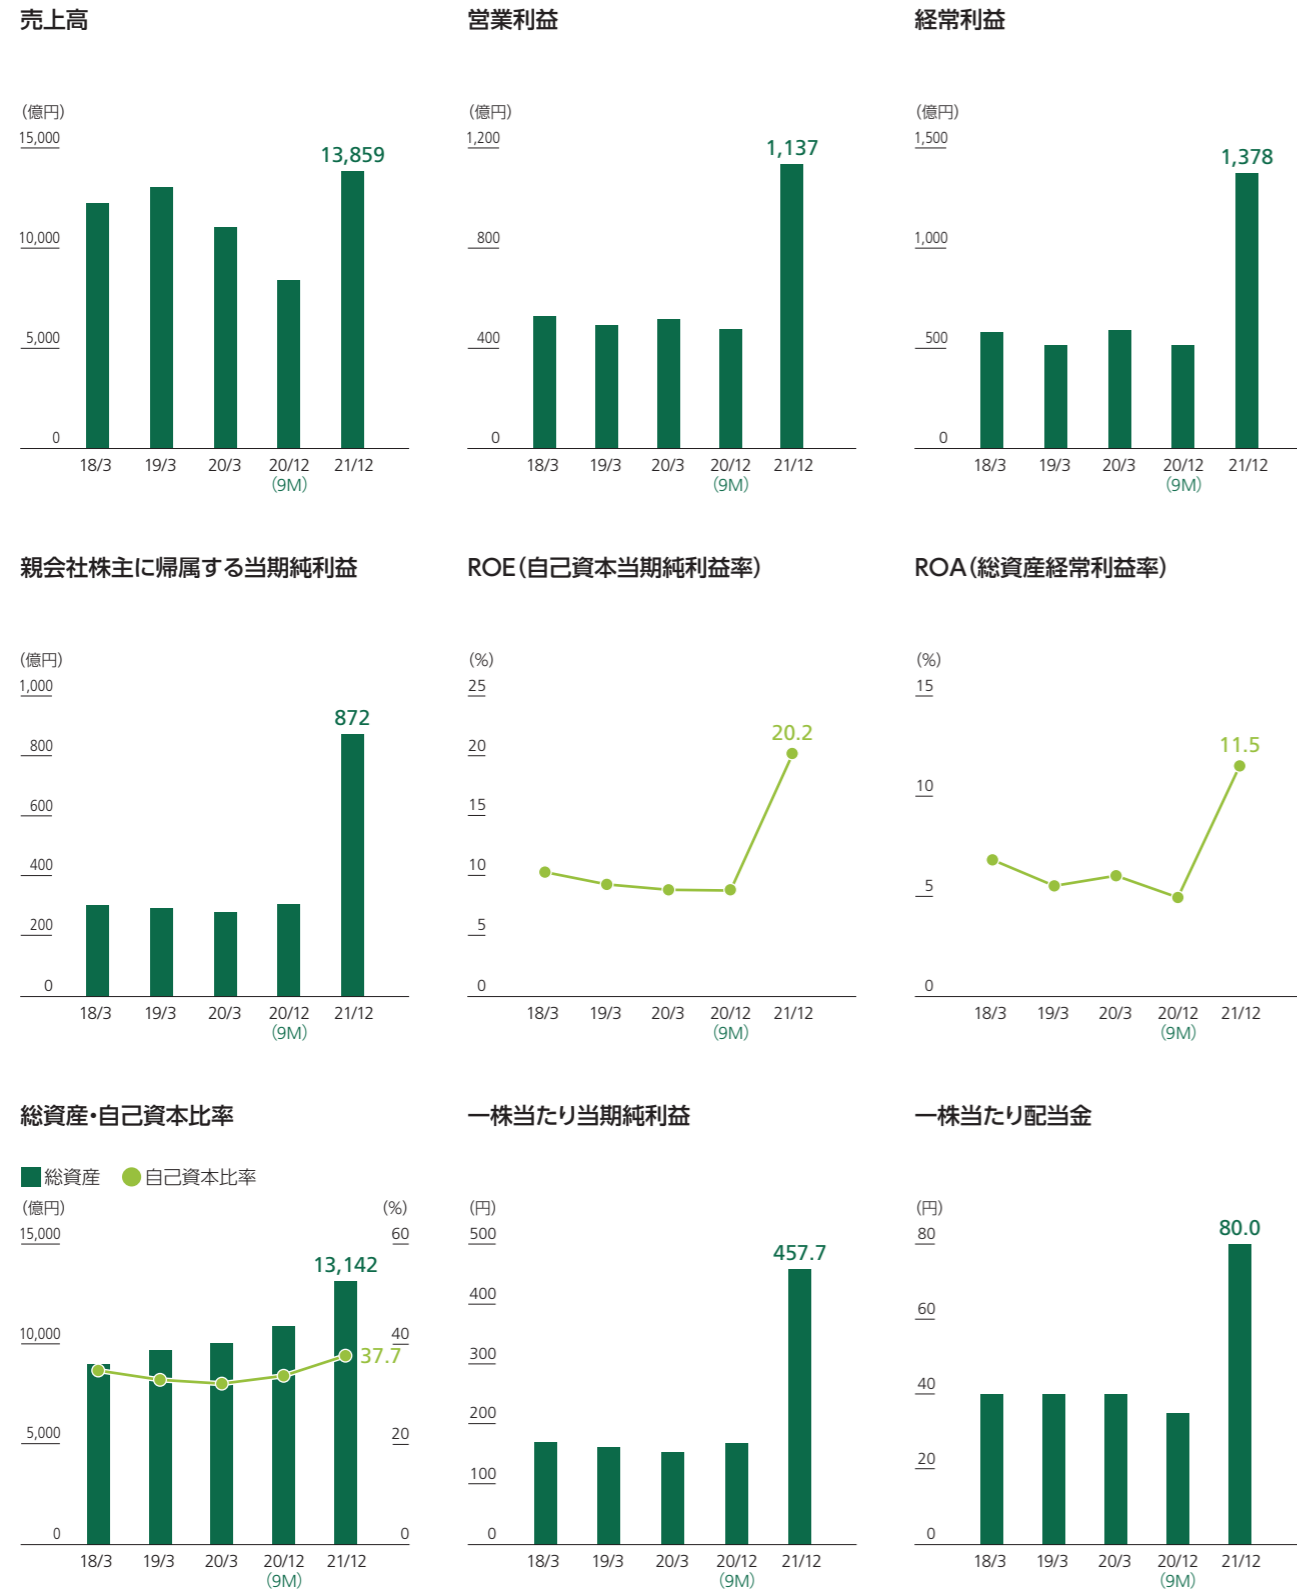 売上高
(億円)
15,000
13,859
10,000
5,000
0
18/3 19/3 20/3 20/12 21/12
(9M)
営業利益
(億円)
1,200
1,137
800
400
0
18/3 19/3 20/3 20/12 21/12
(9M)
経常利益
(億円)
1,500
1,378
1,000
500
0
18/3 19/3 20/3 20/12 21/12
(9M)
親会社株主に帰属する当期純利益
(億円)
1,000
872
800
600
400
200
0
18/3 19/3 20/3 20/12 21/12
(9M)
ROE(自己資本当期純利益率)
(%)
25
20.2
20
15
10
5
0
18/3 19/3 20/3 20/12 21/12
(9M)
ROA(総資産経常利益率)
(%)
15
11.5
10
5
0
18/3 19/3 20/3 20/12 21/12
(9M)
総資産・自己資本比率
総資産 自己資本比率
(億円) (%)
15,000 60
13,142
10,000 40
37.7
5,000 20
0 0
18/3 19/3 20/3 20/12 21/12
(9M)
一株当たり当期純利益
(円)
500
457.7
400
300
200
100
0
18/3 19/3 20/3 20/12 21/12
(9M)
一株当たり配当金
(円)
80.0
80
60
40
20
0
18/3 19/3 20/3 20/12 21/12
(9M)